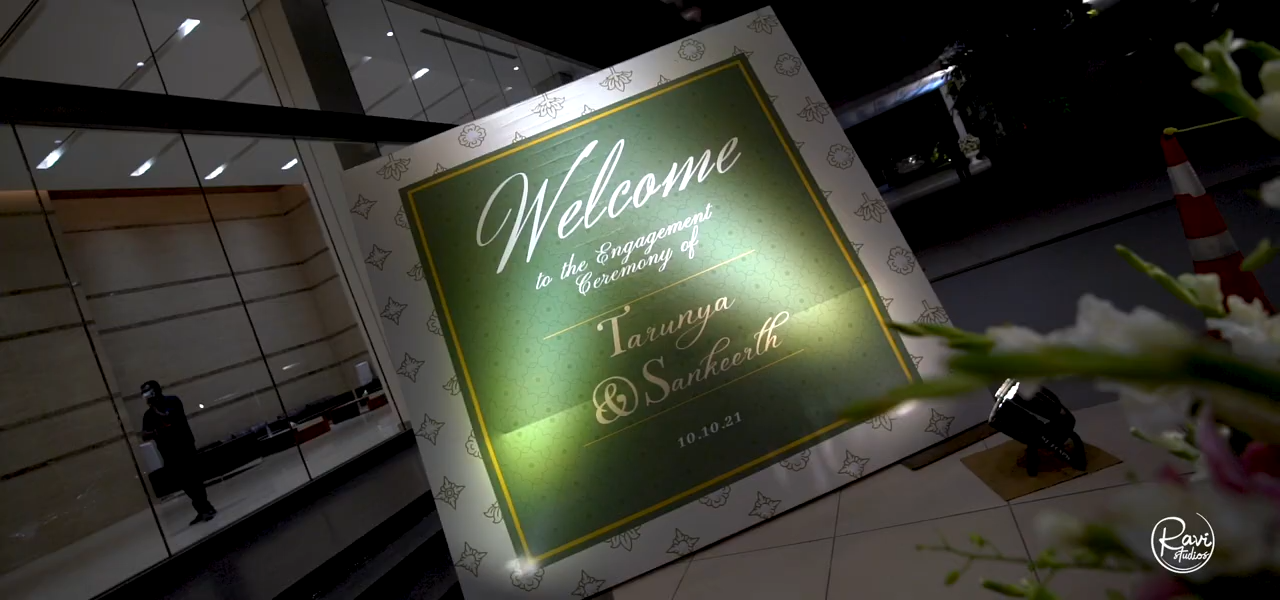 Welcome
to the Engagement
Ceremony of
Tarunya
& Sankeerth
10.10.21
Ravi
studios